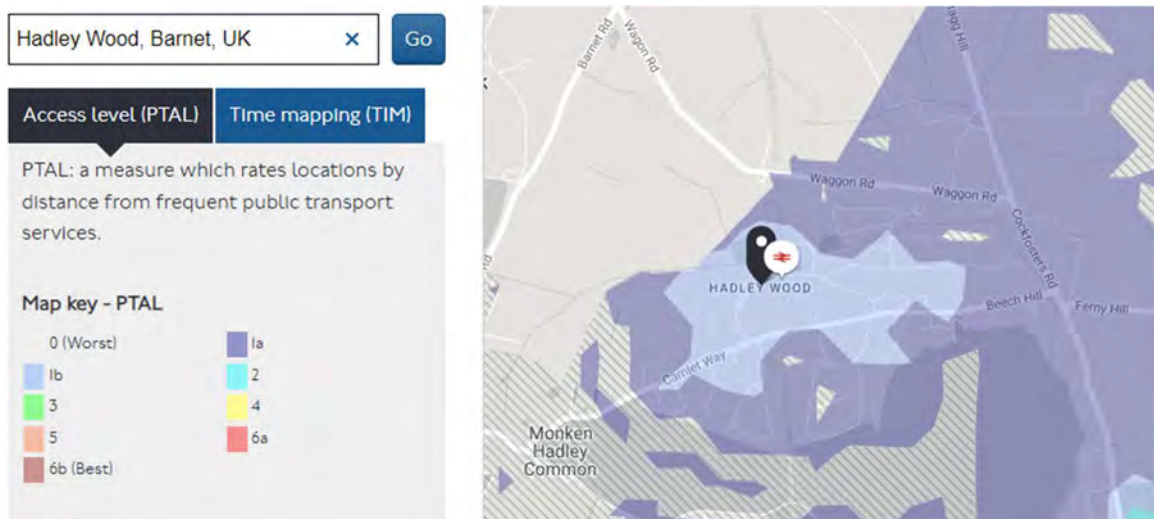 Hadley Wood, Barnet, UK ×
Go
Access level (PTAL)
Time mapping (TIM)
PTAL: a measure which rates locations by
distance from frequent public transport
services.
Map key - PTAL
0 (Worst)
1a
1b
2
3
4
5
6a
6b (Best)
Barnet Rd
Wagon Rd
Waggon Rd
Waggon Rd
Cockfosters Rd
HADLEY WOOD
Beech Hill
Ferny Hill
Camlet Way
Monken
Hadley
Common